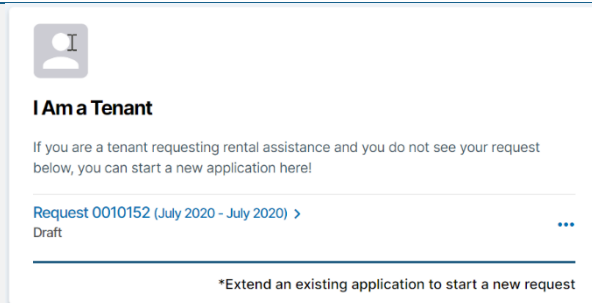 I Am a Tenant
If you are a tenant requesting rental assistance and you do not see your request
below, you can start a new application here!
Request 0010152 (July 2020 - July 2020) >
Draft
*Extend an existing application to start a new request